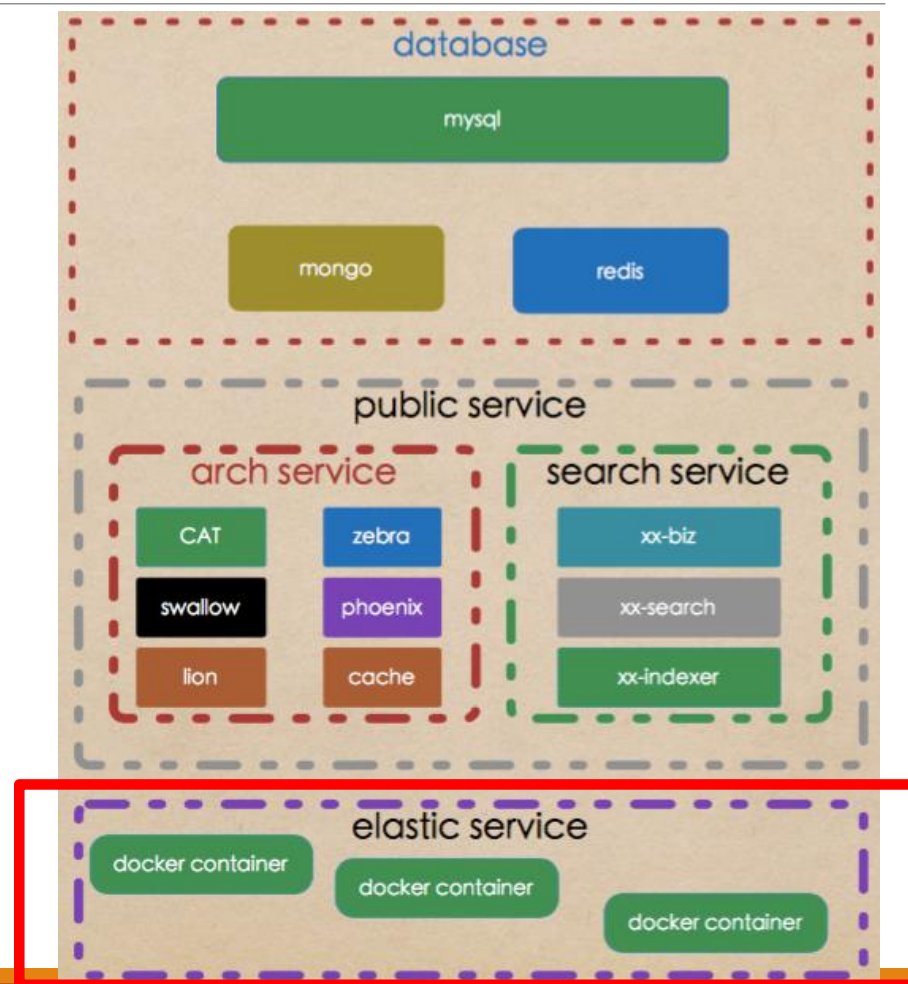 database
mysql
mongo
redis
public service
arch service
search service
CAT
zebra
xx-biz
swallow
phoenix
xx-search
lion
cache
xx-indexer
elastic service
docker container
docker container
docker container